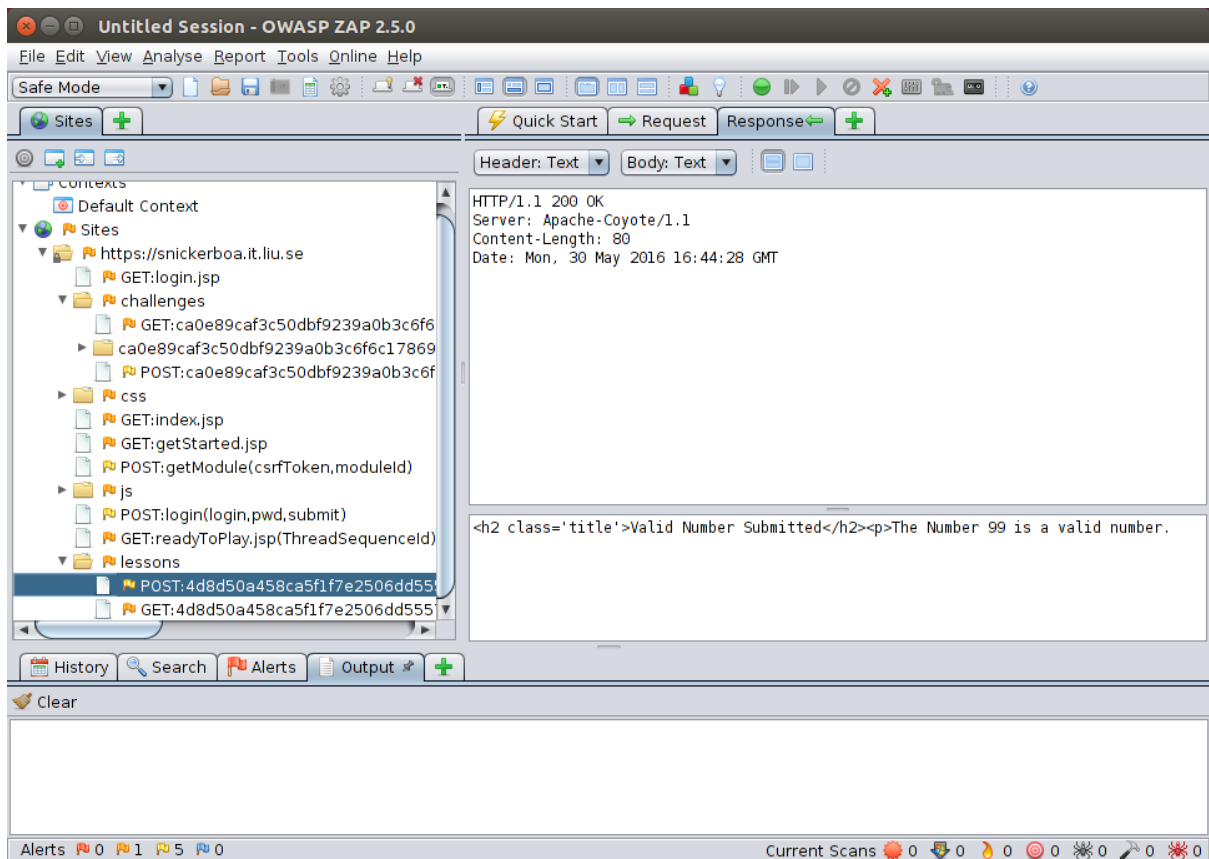 Untitled Session - OWASP ZAP 2.5.0
File Edit View Analyse Report Tools Online Help
Safe Mode
Sites
Quick Start Request Response
Header: Text Body: Text
Contexts
Default Context
Sites
https://snickerboa.it.liu.se
GET:login.jsp
challenges
GET:ca0e89caf3c50dbf9239a0b3c6f6
ca0e89caf3c50dbf9239a0b3c6f6c17869
POST:ca0e89caf3c50dbf9239a0b3c6f
css
GET:index.jsp
GET:getStarted.jsp
POST:getModule(csrfToken,moduleId)
js
POST:login(login,pwd,submit)
GET:readyToPlay.jsp(ThreadSequenceId)
lessons
POST:4d8d50a458ca5f1f7e2506dd55
GET:4d8d50a458ca5f1f7e2506dd555
HTTP/1.1 200 OK
Server: Apache-Coyote/1.1
Content-Length: 80
Date: Mon, 30 May 2016 16:44:28 GMT
<h2 class='title'>Valid Number Submitted</h2><p>The Number 99 is a valid number.
History Search Alerts Output
Clear
Alerts 0 1 5 0 Current Scans 0 0 0 0 0 0 0